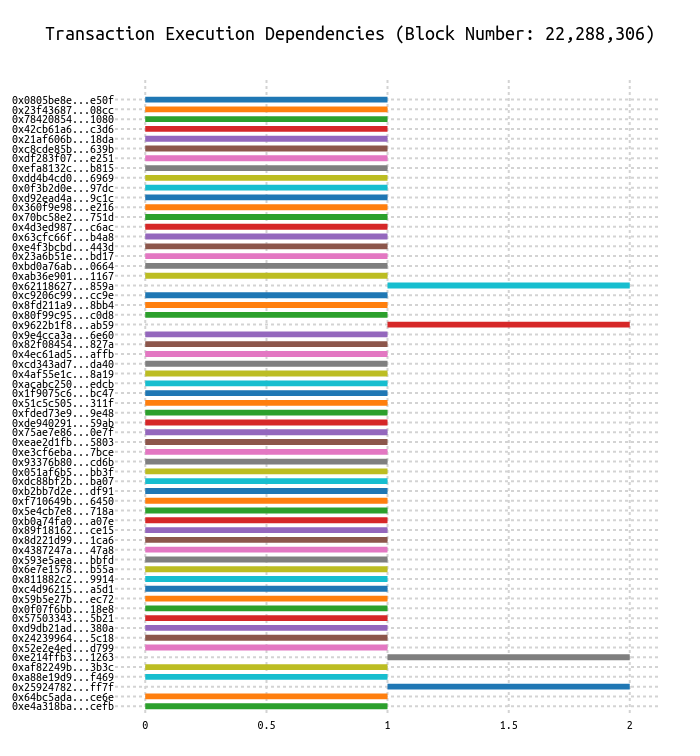 Transaction Execution Dependencies (Block Number: 22,288,306)
0x0805be8e...e50f
0x23f43687...08cc
0x78420854...1080
0x42cb61a6...c3d6
0x21af606b...18da
0xc8cde85b...639b
0xdf283f07...e251
0xefa8132c...b815
0xdd4b4cd0...6969
0x0f3b2d0e...97dc
0xd92ead4a...9c1c
0x360f9e98...e216
0x70bc58e2...751d
0x4d3ed987...c6ac
0x63cfc66f...b4a8
0xe4f3bcbd...443d
0x23a6b51e...bd17
0xbd0a76ab...0664
0xab36e901...1167
0x62118627...859a
0xc9206c99...cc9e
0x8fd211a9...8bb4
0x80f99c95...c0d8
0x9622b1f8...ab59
0x9e4cca3a...6e60
0x82f08454...827a
0x4ec61ad5...affb
0xcd343ad7...da40
0x4af55e1c...8a19
0xacabc250...edcb
0x1f9075c6...bc47
0x51c5c505...311f
0xfded73e9...9e48
0xde940291...59ab
0x75ae7e86...0e7f
0xeae2d1fb...5803
0xe3cf6eba...7bce
0x93376b80...cd6b
0x051af6b5...bb3f
0xdc88bf2b...ba07
0xb2bb7d2e...df91
0xf710649b...6450
0x5e4cb7e8...718a
0xb0a74fa0...a07e
0x89f18162...ce15
0x8d221d99...1ca6
0x4387247a...47a8
0x593e5aea...bbfd
0x6e7e1578...b55a
0x811882c2...9914
0xc4d96215...a5d1
0x59b5e27b...ec72
0x0f07f6bb...18e8
0x57503343...5b21
0xd9db21ad...380a
0x24239964...5c18
0x52e2e4ed...d799
0xe214ffb3...1263
0xaf82249b...3b3c
0xa88e19d9...f469
0x25924782...ff7f
0x64bc5ada...ce6e
0xe4a318ba...cefb
0 0.5 1 1.5 2